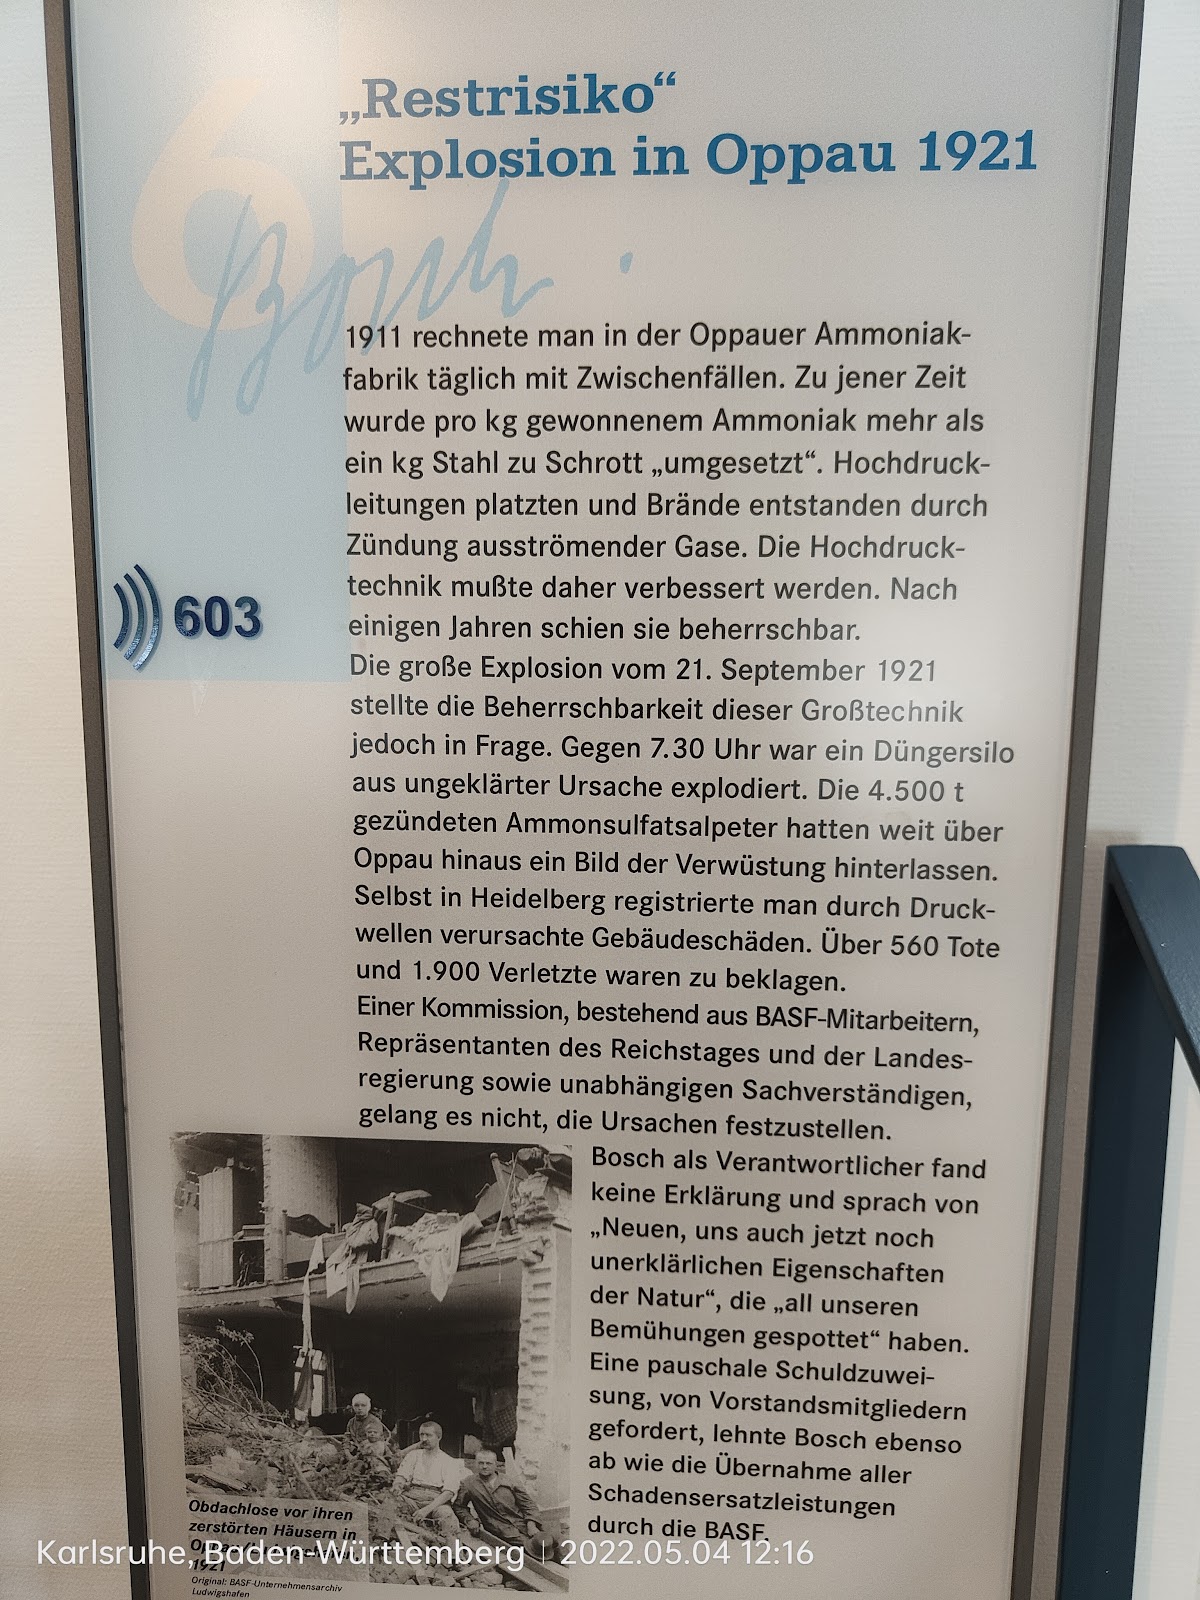 „Restrisiko“
Explosion in Oppau 1921
6
Bosch.
1911 rechnete man in der Oppauer Ammoniak-
fabrik täglich mit Zwischenfällen. Zu jener Zeit
wurde pro kg gewonnenem Ammoniak mehr als
ein kg Stahl zu Schrott „umgesetzt“. Hochdruck-
leitungen platzten und Brände entstanden durch
Zündung ausströmender Gase. Die Hochdruck-
technik mußte daher verbessert werden. Nach
einigen Jahren schien sie beherrschbar.
603
Die große Explosion vom 21. September 1921
stellte die Beherrschbarkeit dieser Großtechnik
jedoch in Frage. Gegen 7.30 Uhr war ein Düngersilo
aus ungeklärter Ursache explodiert. Die 4.500 t
gezündeten Ammonsulfatsalpeter hatten weit über
Oppau hinaus ein Bild der Verwüstung hinterlassen.
Selbst in Heidelberg registrierte man durch Druck-
wellen verursachte Gebäudeschäden. Über 560 Tote
und 1.900 Verletzte waren zu beklagen.
Einer Kommission, bestehend aus BASF-Mitarbeitern,
Repräsentanten des Reichstages und der Landes-
regierung sowie unabhängigen Sachverständigen,
gelang es nicht, die Ursachen festzustellen.
Bosch als Verantwortlicher fand
keine Erklärung und sprach von
„Neuen, uns auch jetzt noch
unerklärlichen Eigenschaften
der Natur“, die „all unseren
Bemühungen gespottet“ haben.
Eine pauschale Schuldzuwei-
sung, von Vorstandsmitgliedern
gefordert, lehnte Bosch ebenso
ab wie die Übernahme aller
Schadensersatzleistungen
durch die BASF.
Obdachlose vor ihren
zerstörten Häusern in
1921
Original: BASF-Unternehmensarchiv
Ludwigshafen
Karlsruhe, Baden-Württemberg | 2022.05.04 12:16